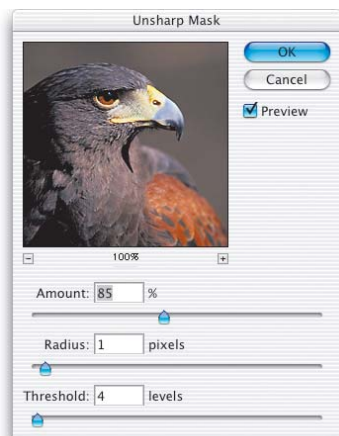 Unsharp Mask
OK
Cancel
Preview
100%
Amount: 85 %
Radius: 1 pixels
Threshold: 4 levels